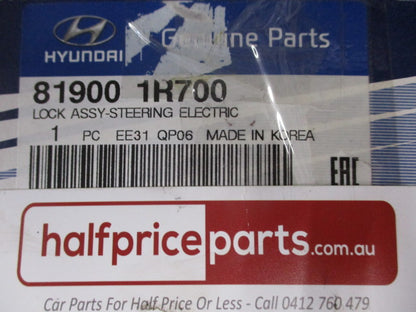 HYUNDAI
Genuine Parts
81900 1R700
LOCK ASSY-STEERING ELECTRIC
1 PC EE31 QP06 MADE IN KOREA
EAC
halfpriceparts.com.au
Car Parts For Half Price Or Less - Call 0412 760 479